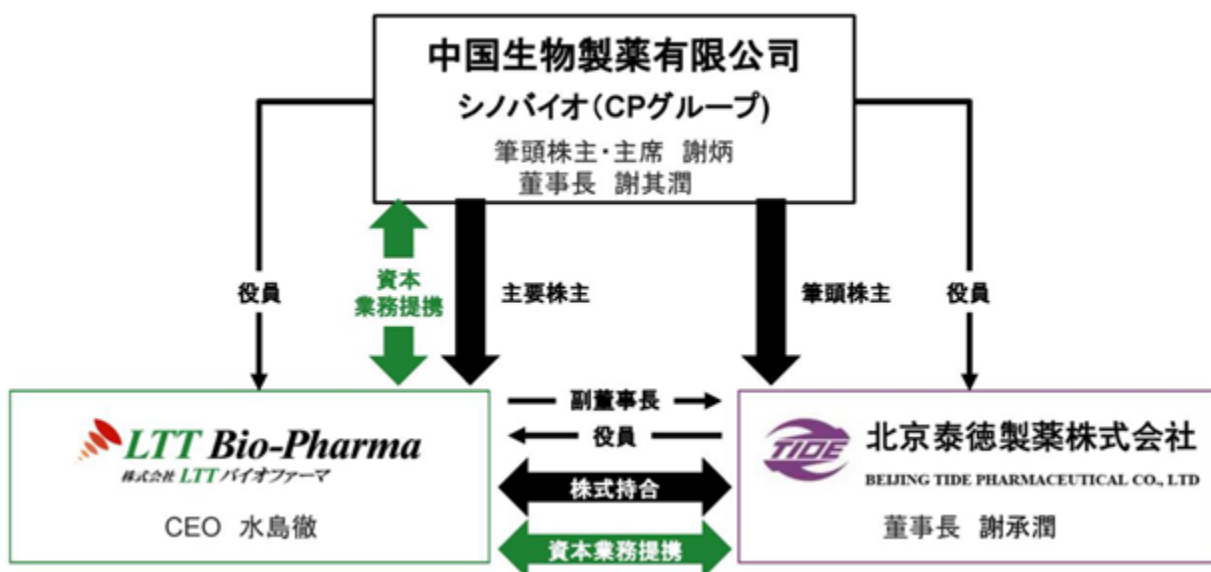 中国生物製薬有限公司
シノバイオ(CPグループ)
筆頭株主・主席 謝炳
董事長 謝其潤
役員
資本
業務提携
主要株主
筆頭株主
役員
LTT Bio-Pharma
株式会社 LTT バイオファーマ
CEO 水島徹
副董事長
役員
株式持合
資本業務提携
TIDE
北京泰徳製薬株式会社
BEIJING TIDE PHARMACEUTICAL CO., LTD
董事長 謝承潤